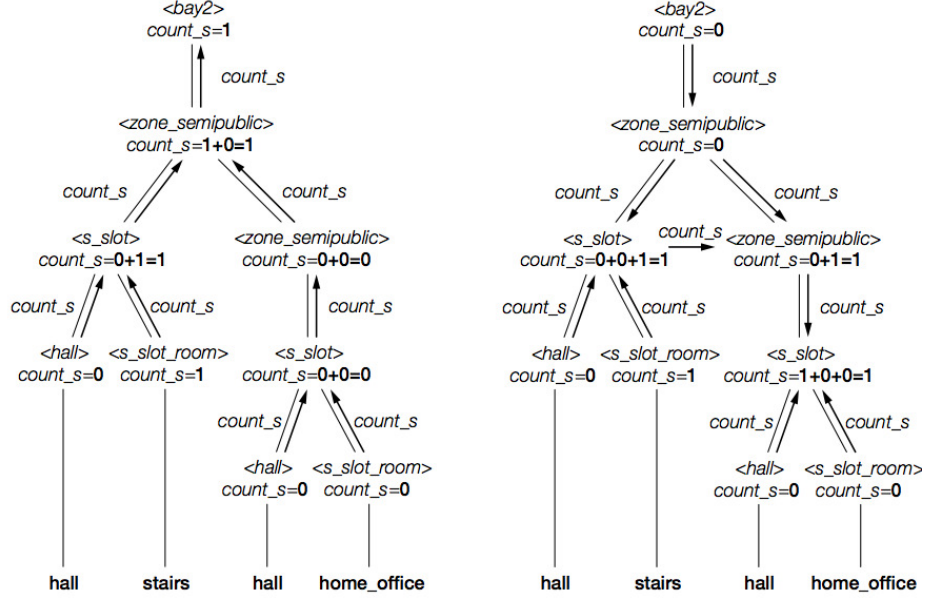 <bay2>
count_s=1
count_s
<zone_semipublic>
count_s=1+0=1
count_s
count_s
<s_slot>
count_s=0+1=1
<zone_semipublic>
count_s=0+0=0
count_s
count_s
count_s
<hall>
count_s=0
<s_slot_room>
count_s=1
<s_slot>
count_s=0+0=0
count_s
count_s
<hall>
count_s=0
<s_slot_room>
count_s=0
hall
stairs
hall
home_office
<bay2>
count_s=0
count_s
<zone_semipublic>
count_s=0
count_s
count_s
<s_slot>
count_s=0+0+1=1
count_s
<zone_semipublic>
count_s=0+1=1
count_s
count_s
count_s
<hall>
count_s=0
<s_slot_room>
count_s=1
<s_slot>
count_s=1+0+0=1
count_s
count_s
<hall>
count_s=0
<s_slot_room>
count_s=0
hall
stairs
hall
home_office